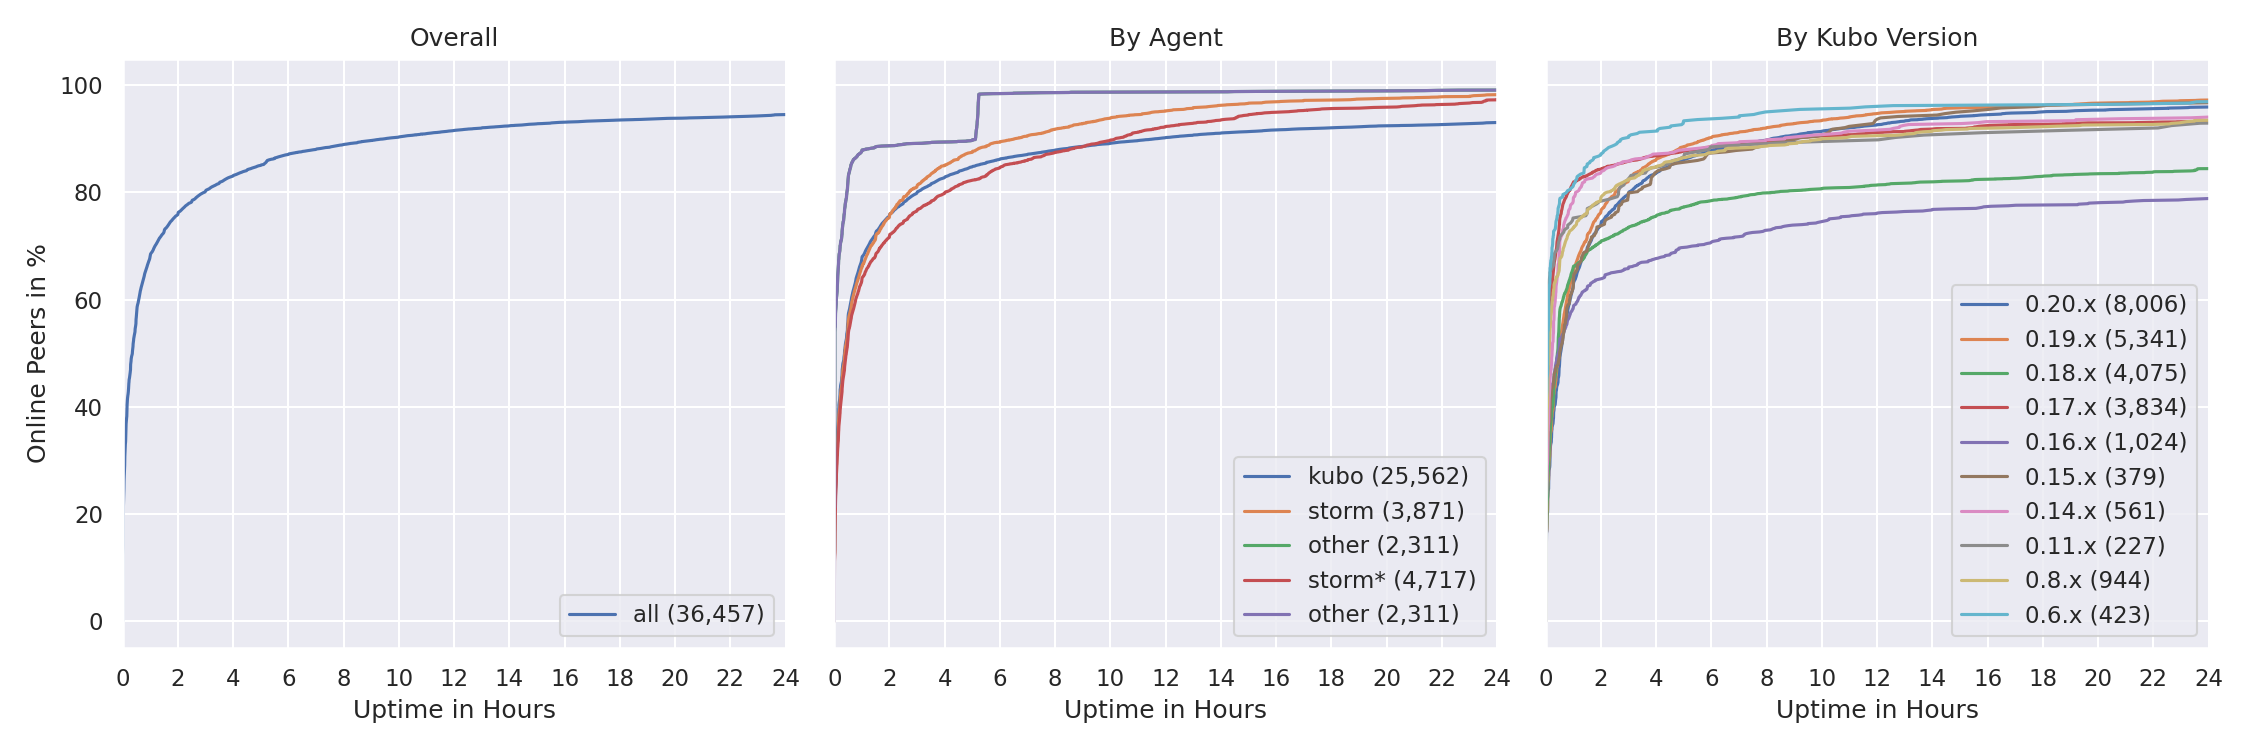 Overall
By Agent
By Kubo Version
Online Peers in %
100
80
60
40
20
0
all (36,457)
kubo (25,562)
storm (3,871)
other (2,311)
storm* (4,717)
other (2,311)
0.20.x (8,006)
0.19.x (5,341)
0.18.x (4,075)
0.17.x (3,834)
0.16.x (1,024)
0.15.x (379)
0.14.x (561)
0.11.x (227)
0.8.x (944)
0.6.x (423)
0 2 4 6 8 10 12 14 16 18 20 22 24
0 2 4 6 8 10 12 14 16 18 20 22 24
0 2 4 6 8 10 12 14 16 18 20 22 24
Uptime in Hours
Uptime in Hours
Uptime in Hours